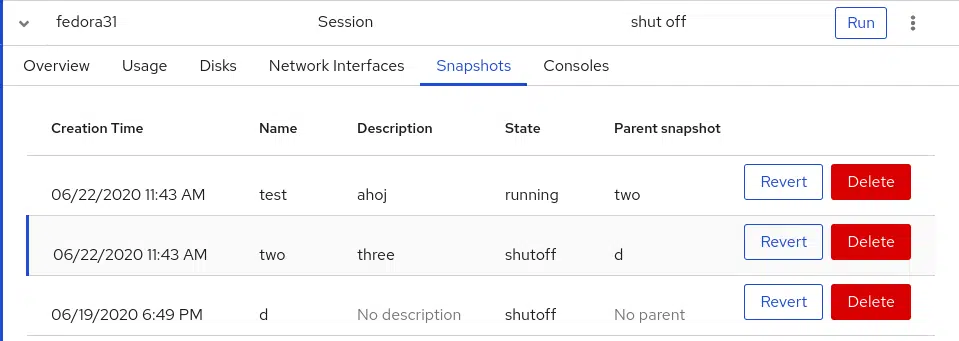 fedora31 Session shut off Run
Overview Usage Disks Network Interfaces Snapshots Consoles
Creation Time Name Description State Parent snapshot
06/22/2020 11:43 AM test ahoj running two Revert Delete
06/22/2020 11:43 AM two three shutoff d Revert Delete
06/19/2020 6:49 PM d No description shutoff No parent Revert Delete